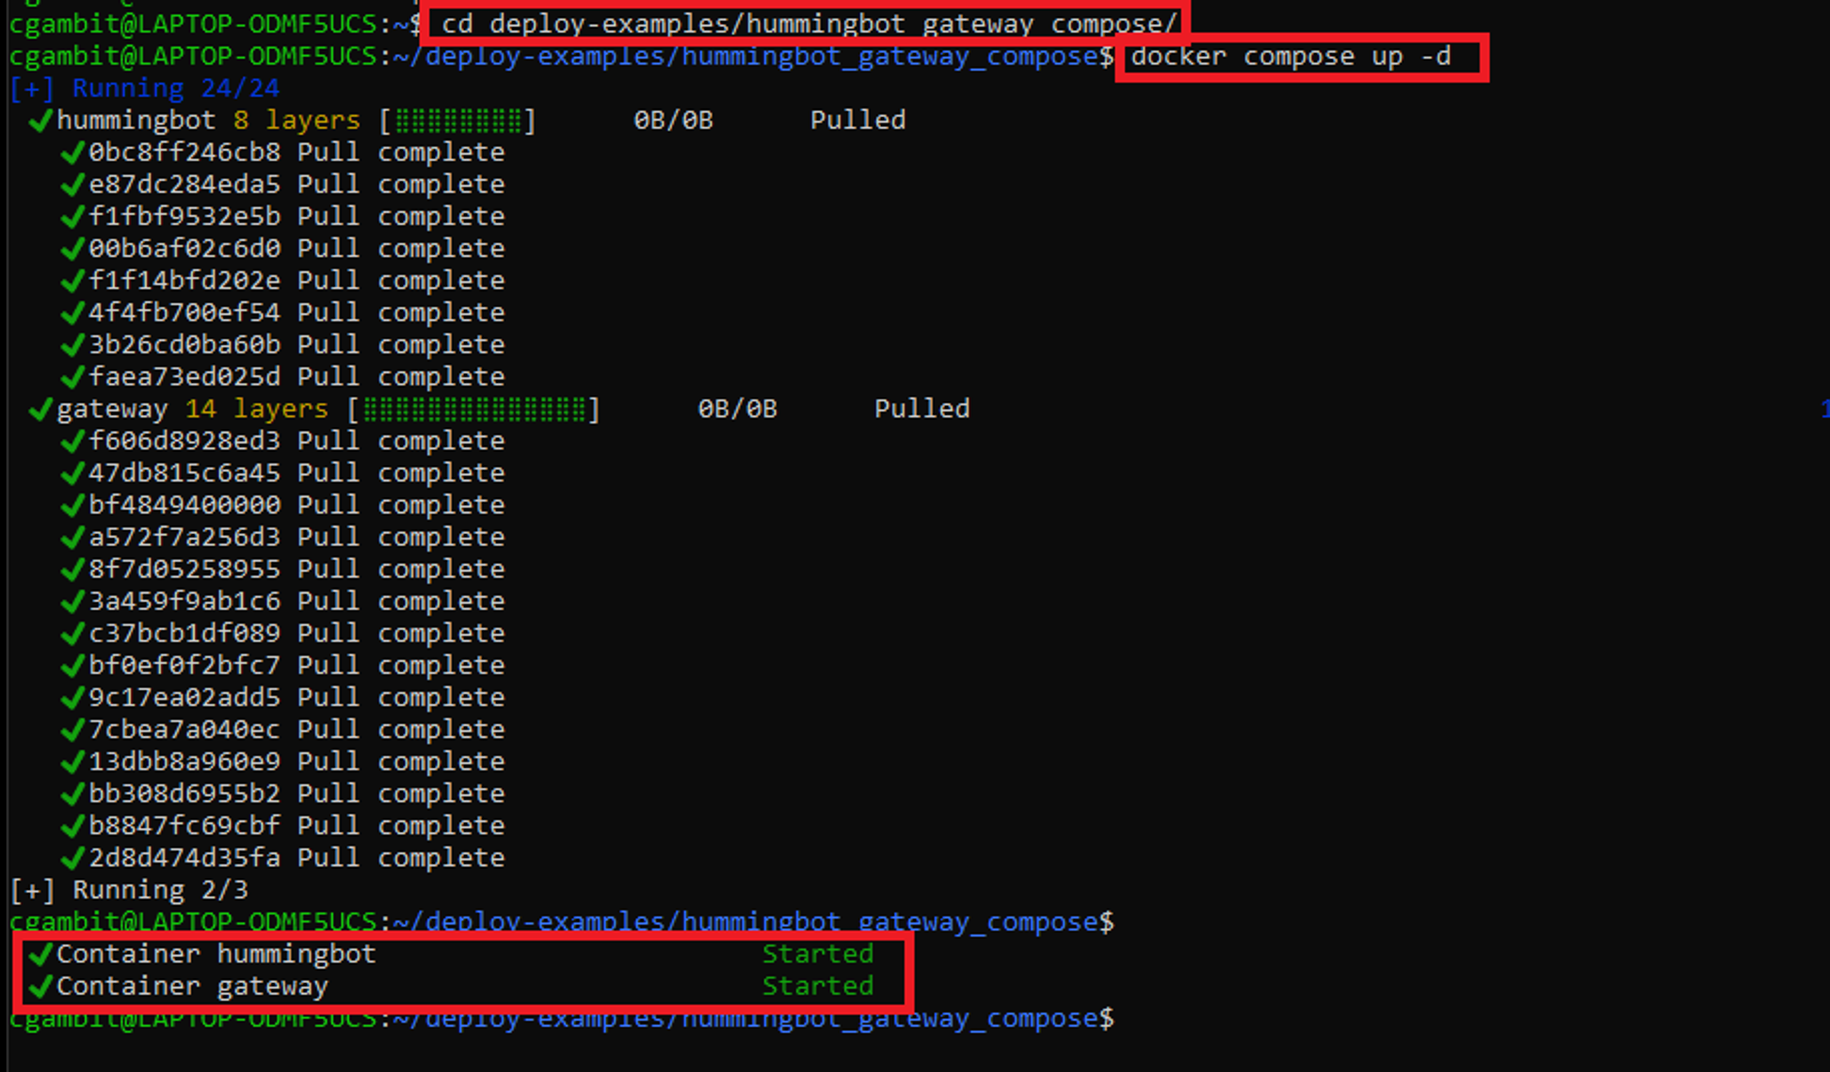 cgambit@LAPTOP-ODMF5UCS:~$ cd deploy-examples/hummingbot_gateway_compose/
cgambit@LAPTOP-ODMF5UCS:~/deploy-examples/hummingbot_gateway_compose$ docker compose up -d
[+] Running 24/24
✔hummingbot 8 layers [⣿⣿⣿⣿⣿⣿⣿⣿] 0B/0B Pulled
✔0bc8ff246cb8 Pull complete
✔e87dc284eda5 Pull complete
✔f1fbf9532e5b Pull complete
✔00b6af02c6d0 Pull complete
✔f1f14bfd202e Pull complete
✔4f4fb700ef54 Pull complete
✔3b26cd0ba60b Pull complete
✔faea73ed025d Pull complete
✔gateway 14 layers [⣿⣿⣿⣿⣿⣿⣿⣿⣿⣿⣿⣿⣿⣿] 0B/0B Pulled 1
✔f606d8928ed3 Pull complete
✔47db815c6a45 Pull complete
✔bf4849400000 Pull complete
✔a572f7a256d3 Pull complete
✔8f7d05258955 Pull complete
✔3a459f9ab1c6 Pull complete
✔c37bcb1df089 Pull complete
✔bf0ef0f2bfc7 Pull complete
✔9c17ea02add5 Pull complete
✔7cbea7a040ec Pull complete
✔13dbb8a960e9 Pull complete
✔bb308d6955b2 Pull complete
✔b8847fc69cbf Pull complete
✔2d8d474d35fa Pull complete
[+] Running 2/3
cgambit@LAPTOP-ODMF5UCS:~/deploy-examples/hummingbot_gateway_compose$
✔Container hummingbot Started
✔Container gateway Started
cgambit@LAPTOP-ODMF5UCS:~/deploy-examples/hummingbot_gateway_compose$